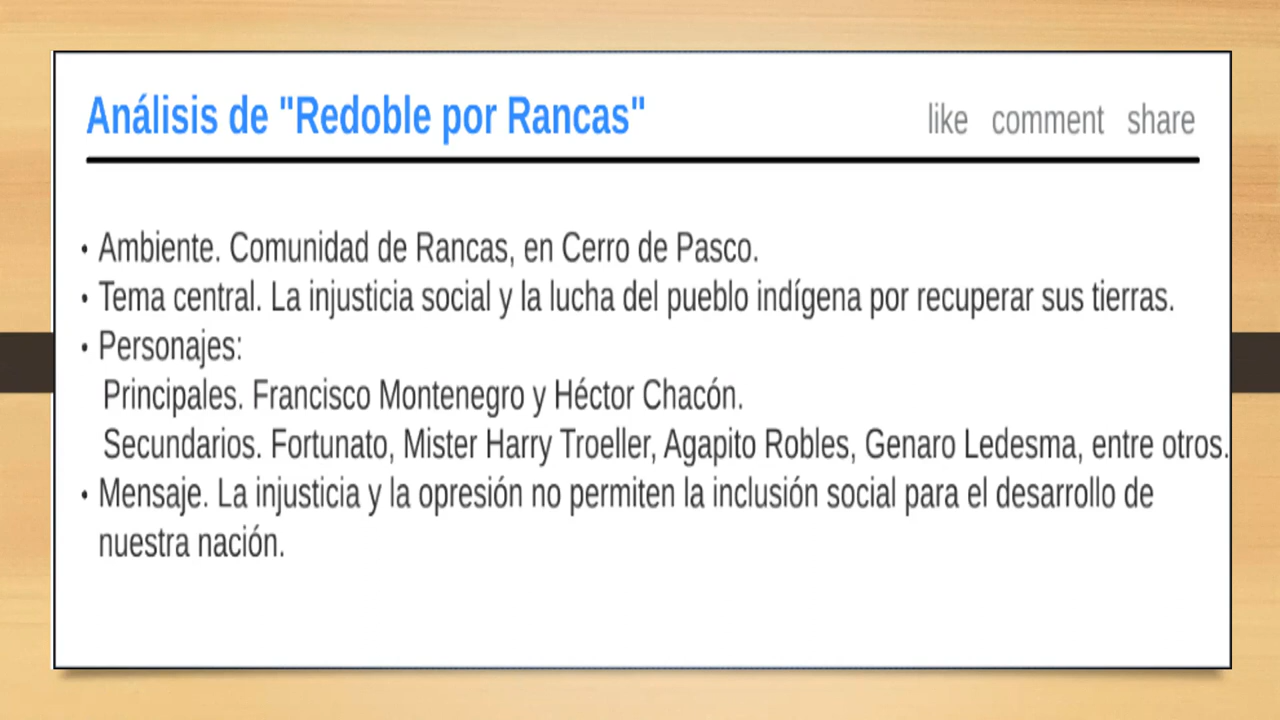 Análisis de "Redoble por Rancas"
like comment share
• Ambiente. Comunidad de Rancas, en Cerro de Pasco.
• Tema central. La injusticia social y la lucha del pueblo indígena por recuperar sus tierras.
• Personajes:
Principales. Francisco Montenegro y Héctor Chacón.
Secundarios. Fortunato, Mister Harry Troeller, Agapito Robles, Genaro Ledesma, entre otros.
• Mensaje. La injusticia y la opresión no permiten la inclusión social para el desarrollo de
nuestra nación.